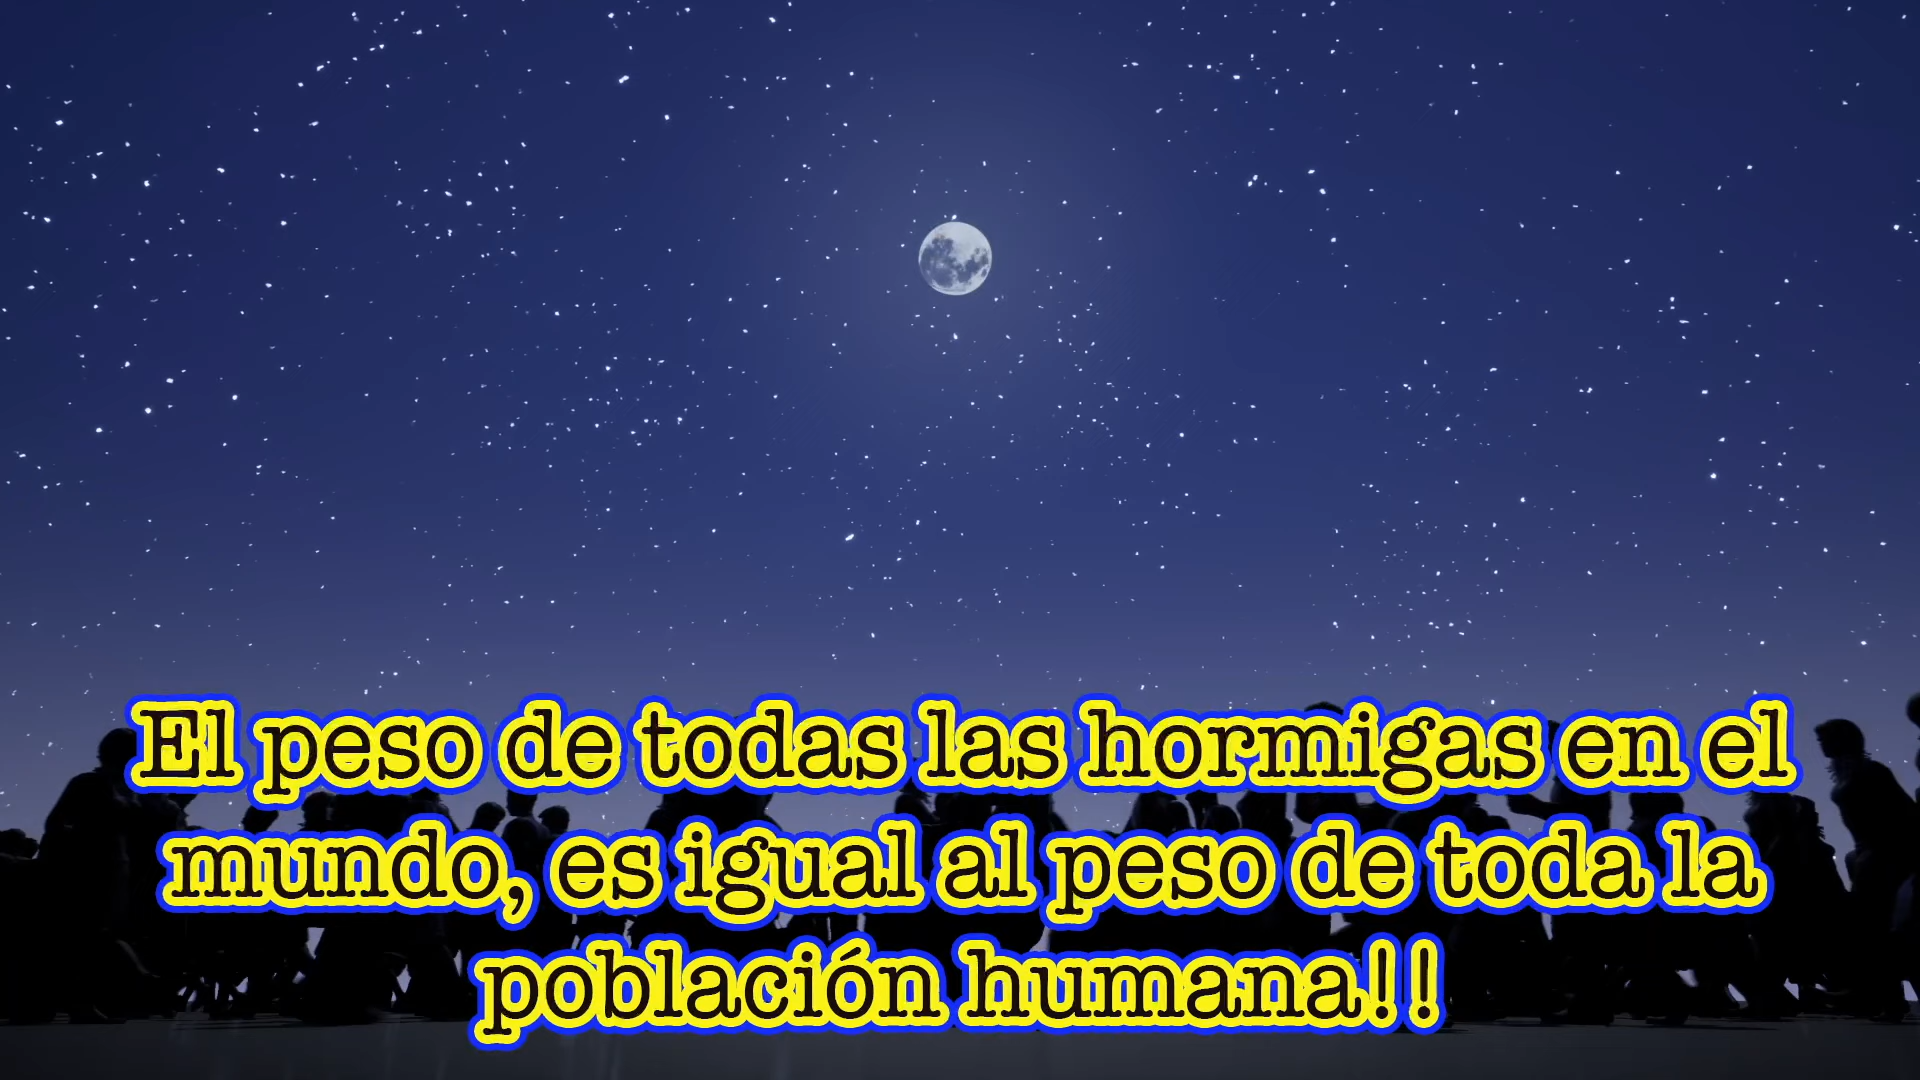 El peso de todas las hormigas en el
mundo, es igual al peso de toda la
población humana!!